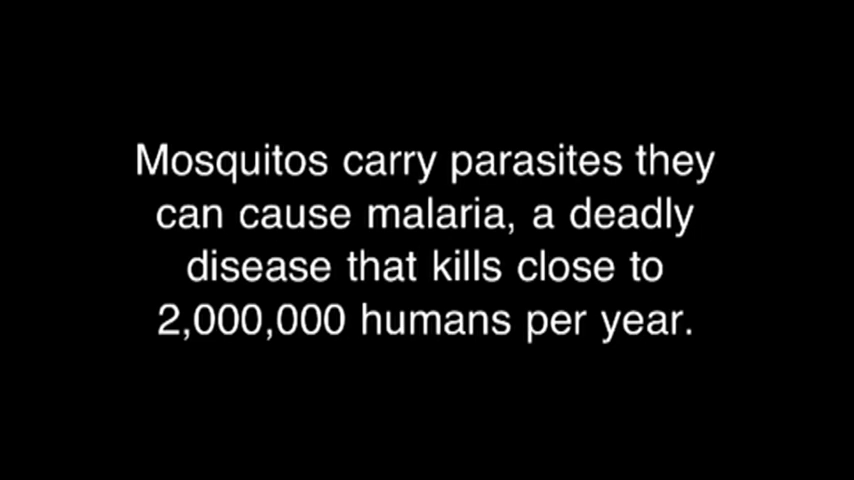 Mosquitos carry parasites they
can cause malaria, a deadly
disease that kills close to
2,000,000 humans per year.